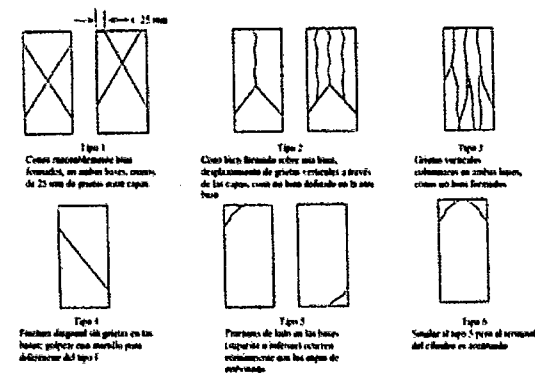 < 25 mm
Tipo 1
Conos razonablemente bien
formados, en ambas bases, menos
de 25 mm de grietas entre capas
Tipo 2
Cono bien formado sobre una base,
desplazamiento de grietas verticales a través
de las capas, cono no bien definido en la otra
base
Tipo 3
Grietas verticales
columnares en ambas bases,
conos no bien formados
Tipo 4
Fractura diagonal sin grietas en las
bases; golpear con martillo para
diferenciar del tipo 1
Tipo 5
Fracturas de lado en las bases
(superior o inferior) ocurren
comúnmente con las capas de
embonado
Tipo 6
Similar al tipo 5 pero el terminal
del cilindro es acentuado